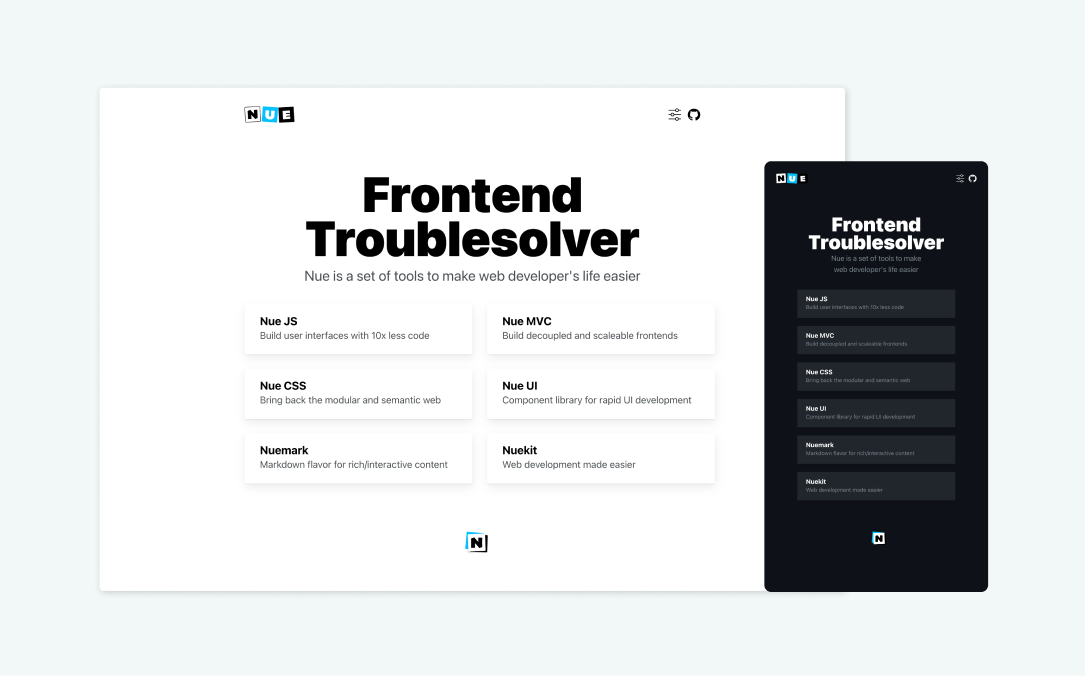 NUE
Frontend
Troublesolver
Nue is a set of tools to make web developer's life easier
Nue JS
Build user interfaces with 10x less code
Nue MVC
Build decoupled and scaleable frontends
Nue CSS
Bring back the modular and semantic web
Nue UI
Component library for rapid UI development
Nuemark
Markdown flavor for rich/interactive content
Nuekit
Web development made easier
N
NUE
Frontend
Troublesolver
Nue is a set of tools to make
web developer's life easier
Nue JS
Build user interfaces with 10x less code
Nue MVC
Build decoupled and scaleable frontends
Nue CSS
Bring back the modular and semantic web
Nue UI
Component library for rapid UI development
Nuemark
Markdown flavor for rich/interactive content
Nuekit
Web development made easier
N